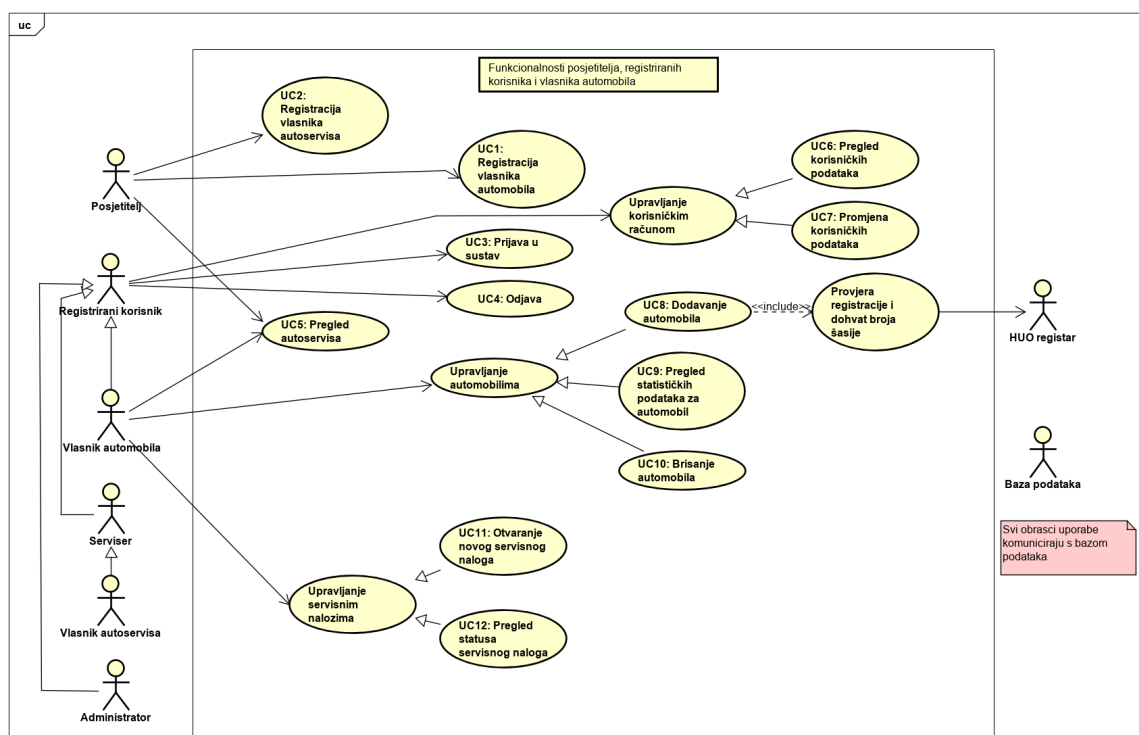 uc
Funkcionalnosti posjetitelja, registriranih
korisnika i vlasnika automobila
UC2:
Registracija
vlasnika
autoservisa
UC1:
Registracija
vlasnika
automobila
UC6: Pregled
korisničkih
podataka
Posjetitelj
Upravljanje
korisničkim
računom
UC7: Promjena
korisničkih
podataka
UC3: Prijava u
sustav
Registrirani korisnik
UC4: Odjava
UC8: Dodavanje
automobila
<<include>>
Provjera
registracije i
dohvat broja
šasije
HUO registar
UC5: Pregled
autoservisa
Upravljanje
automobilima
UC9: Pregled
statističkih
podataka za
automobil
Vlasnik automobila
UC10: Brisanje
automobila
Baza podataka
Svi obrasci uporabe
komuniciraju s bazom
podataka
Serviser
UC11: Otvaranje
novog servisnog
naloga
Upravljanje
servisnim
nalozima
UC12: Pregled
statusa
servisnog naloga
Vlasnik autoservisa
Administrator